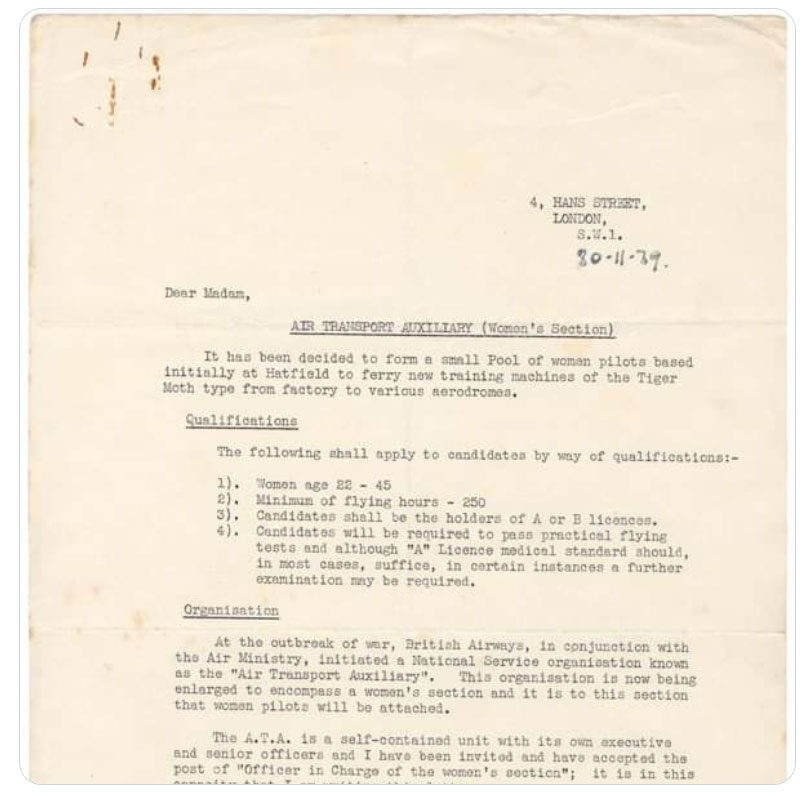 4, HANS STREET,
LONDON,
S.W.1.
30-11-39.
Dear Madam,
AIR TRANSPORT AUXILIARY (Women's Section)
It has been decided to form a small Pool of women pilots based
initially at Hatfield to ferry new training machines of the Tiger
Moth type from factory to various aerodromes.
Qualifications
The following shall apply to candidates by way of qualifications:-
1). Women age 22 - 45
2). Minimum of flying hours - 250
3). Candidates shall be the holders of A or B licences.
4). Candidates will be required to pass practical flying
tests and although "A" Licence medical standard should,
in most cases, suffice, in certain instances a further
examination may be required.
Organisation
At the outbreak of war, British Airways, in conjunction with
the Air Ministry, initiated a National Service organisation known
as the "Air Transport Auxiliary". This organisation is now being
enlarged to encompass a women's section and it is to this section
that women pilots will be attached.
The A.T.A. is a self-contained unit with its own executive
and senior officers and I have been invited and have accepted the
post of "Officer in Charge of the women's section"; it is in this